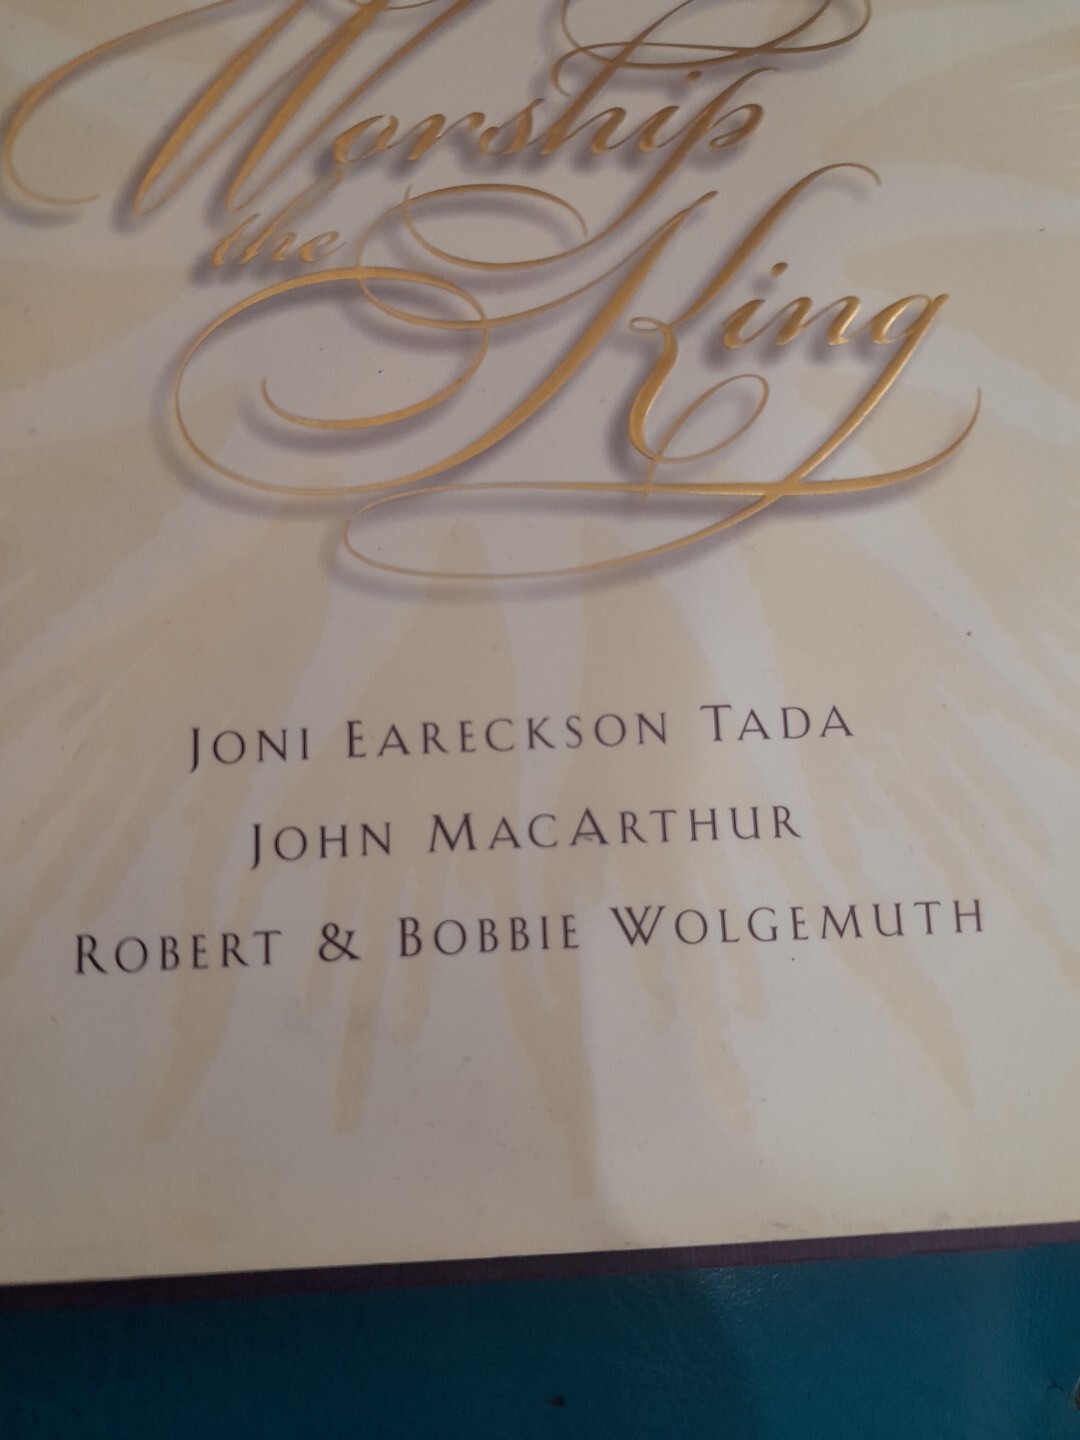 Worship
the King
JONI EARECKSON TADA
JOHN MACARTHUR
ROBERT & BOBBIE WOLGEMUTH